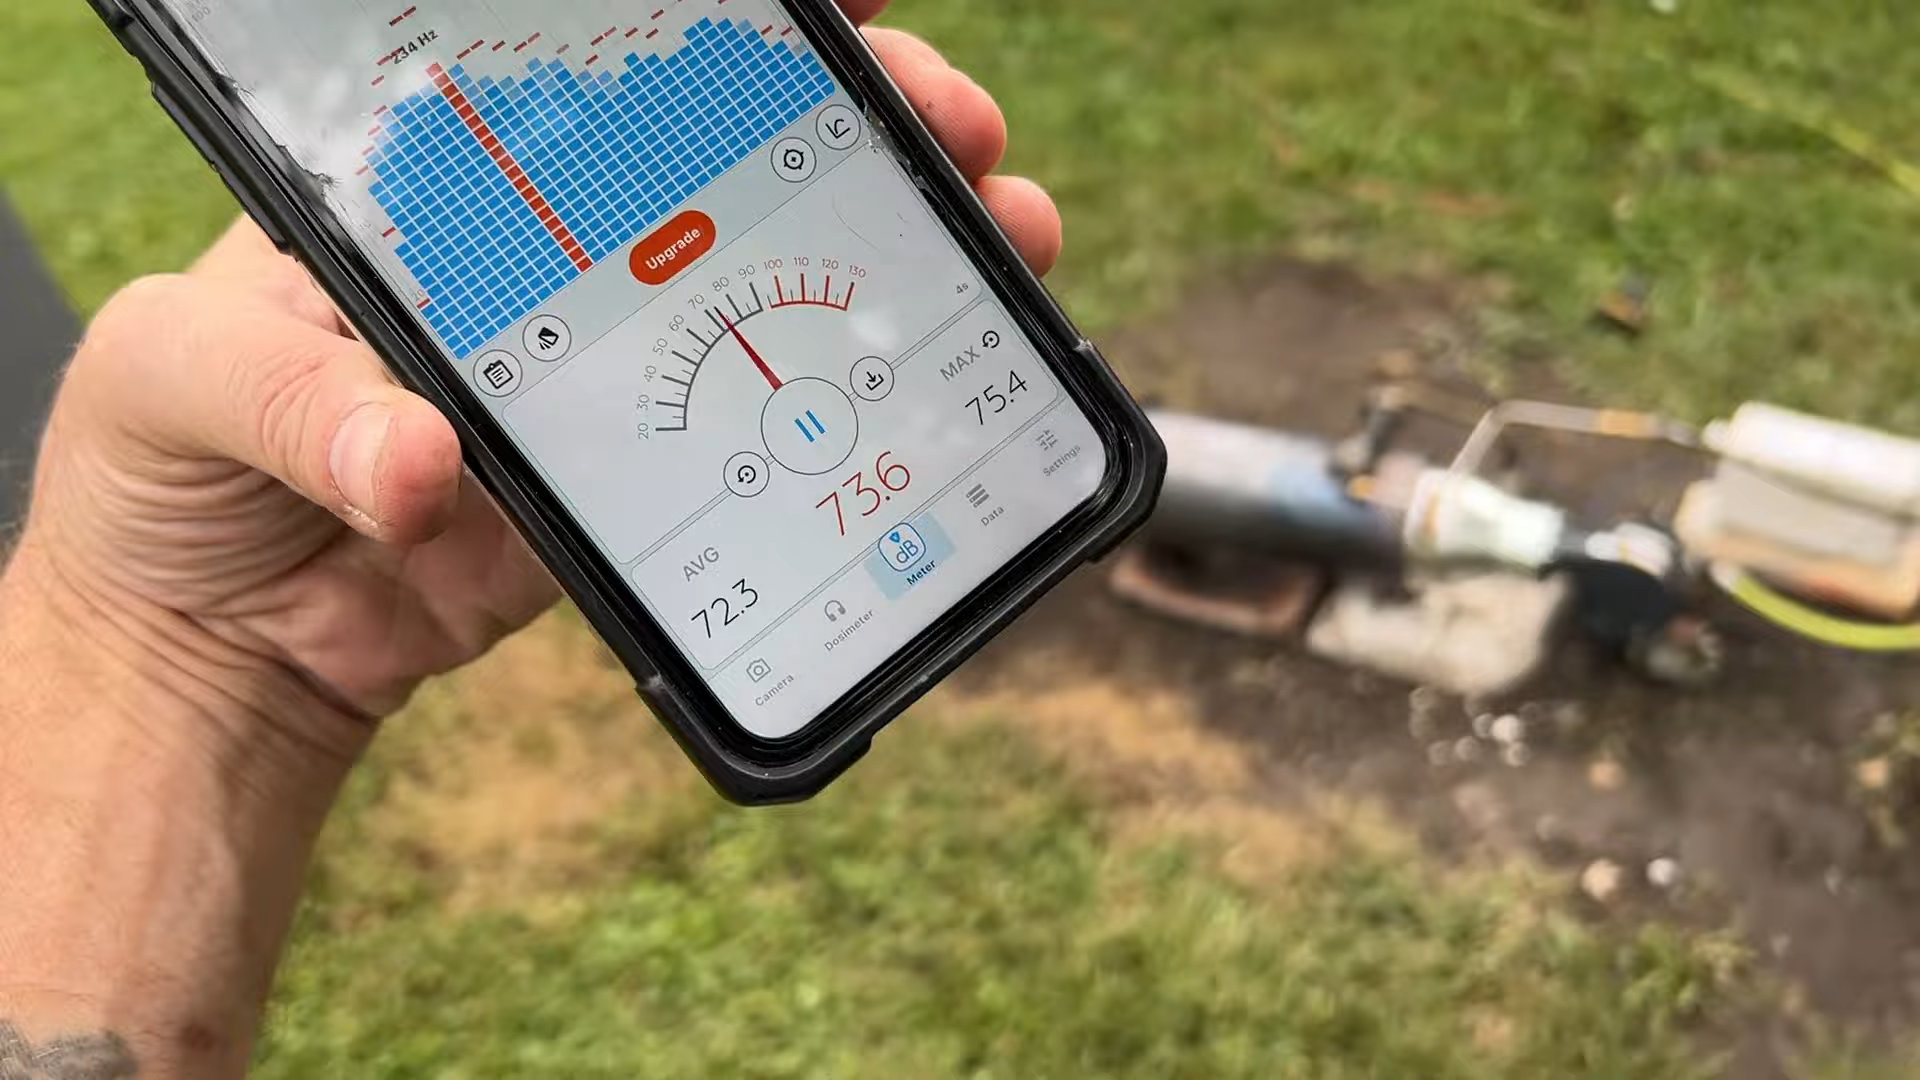 234 Hz
20
Upgrade
20 30 40 50 60 70 80 90 100 110 120 130
4s
MAX
75.4
73.6
AVG
72.3
Camera
Dosimeter
dB
Meter
Data
Settings